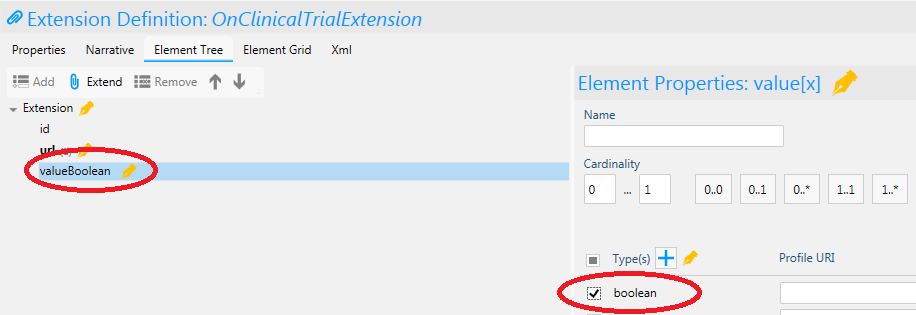 Extension Definition: OnClinicalTrialExtension
Properties Narrative Element Tree Element Grid Xml
Add Extend Remove
Extension
id
url
valueBoolean
Element Properties: value[x]
Name
Cardinality
0 ... 1 0..0 0..1 0..* 1..1 1..*
Type(s) Profile URI
boolean